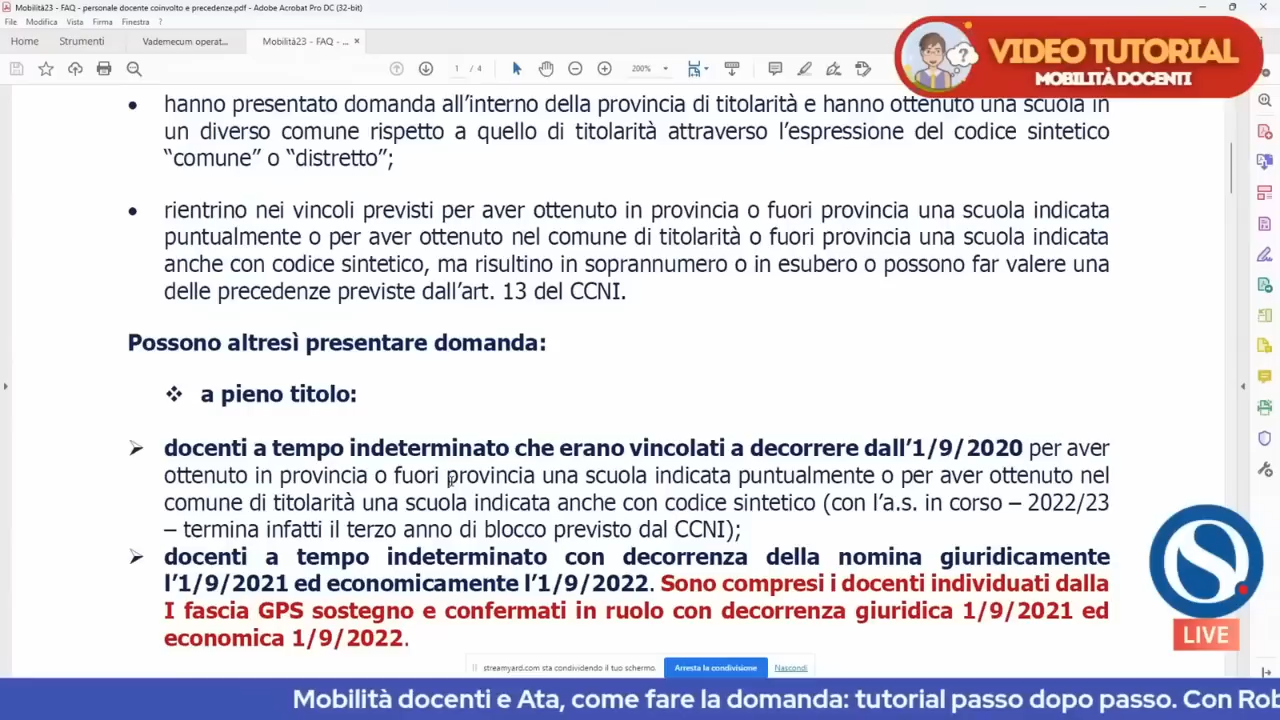 Mobilità23 - FAQ - personale docente coinvolto e precedenze.pdf - Adobe Acrobat Pro DC (32-bit)
File Modifica Vista Firma Finestra ?
Home Strumenti Vademecum operat... Mobilità23 - FAQ - ... ×
1 / 4 200%
VIDEO TUTORIAL
MOBILITÀ DOCENTI
• hanno presentato domanda all’interno della provincia di titolarità e hanno ottenuto una scuola in
un diverso comune rispetto a quello di titolarità attraverso l’espressione del codice sintetico
“comune” o “distretto”;
• rientrino nei vincoli previsti per aver ottenuto in provincia o fuori provincia una scuola indicata
puntualmente o per aver ottenuto nel comune di titolarità o fuori provincia una scuola indicata
anche con codice sintetico, ma risultino in soprannumero o in esubero o possono far valere una
delle precedenze previste dall’art. 13 del CCNI.
Possono altresì presentare domanda:
❖ a pieno titolo:
➢ docenti a tempo indeterminato che erano vincolati a decorrere dall’1/9/2020 per aver
ottenuto in provincia o fuori provincia una scuola indicata puntualmente o per aver ottenuto nel
comune di titolarità una scuola indicata anche con codice sintetico (con l’a.s. in corso – 2022/23
– termina infatti il terzo anno di blocco previsto dal CCNI);
➢ docenti a tempo indeterminato con decorrenza della nomina giuridicamente
l’1/9/2021 ed economicamente l’1/9/2022. Sono compresi i docenti individuati dalla
I fascia GPS sostegno e confermati in ruolo con decorrenza giuridica 1/9/2021 ed
economica 1/9/2022.
LIVE
streamyard.com sta condividendo il tuo schermo. Arresta la condivisione Nascondi
Mobilità docenti e Ata, come fare la domanda: tutorial passo dopo passo. Con Rob